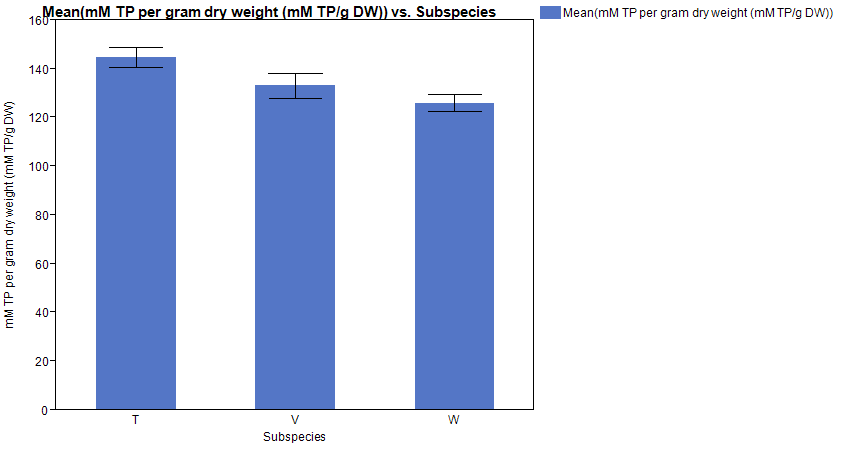 Mean(mM TP per gram dry weight (mM TP/g DW)) vs. Subspecies
Mean(mM TP per gram dry weight (mM TP/g DW))
mM TP per gram dry weight (mM TP/g DW)
160
140
120
100
80
60
40
20
0
T V W
Subspecies